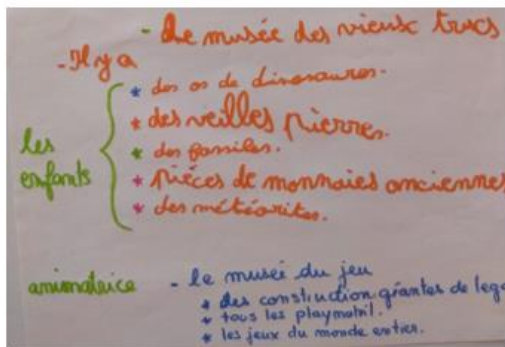 - Le musée des vieux trucs
- Il y a
* des os de dinosaures.
* des veilles pierres.
les enfants
* des fossiles.
* pièces de monnaies anciennes
* des météorites.
animatrice - le musée du jeu
* des construction géantes de lego
* tous les playmobil.
* les jeux du monde entier.